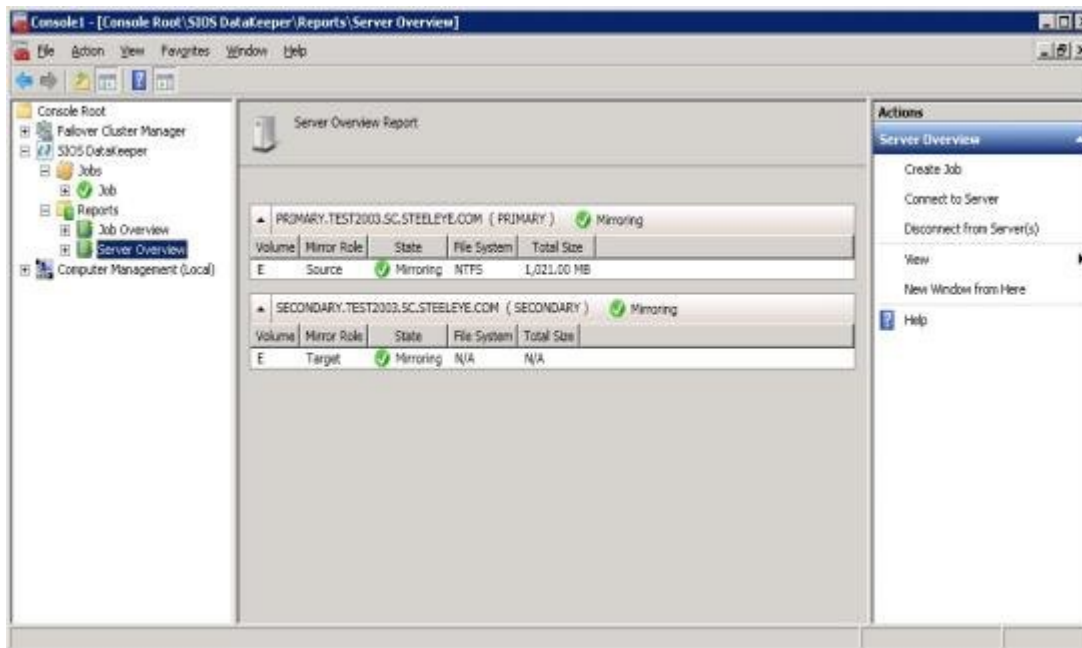 Console1 - [Console Root\SIOS DataKeeper\Reports\Server Overview]
File Action View Favorites Window Help
Console Root
Failover Cluster Manager
SIOS DataKeeper
Jobs
Job
Reports
Job Overview
Server Overview
Computer Management (Local)
Server Overview Report
PRIMARY.TEST2003.SC.STEELEYE.COM ( PRIMARY ) Mirroring
Volume Mirror Role State File System Total Size
E Source Mirroring NTFS 1,021.00 MB
SECONDARY.TEST2003.SC.STEELEYE.COM ( SECONDARY ) Mirroring
Volume Mirror Role State File System Total Size
E Target Mirroring N/A N/A
Actions
Server Overview
Create Job
Connect to Server
Disconnect from Server(s)
View
New Window from Here
Help